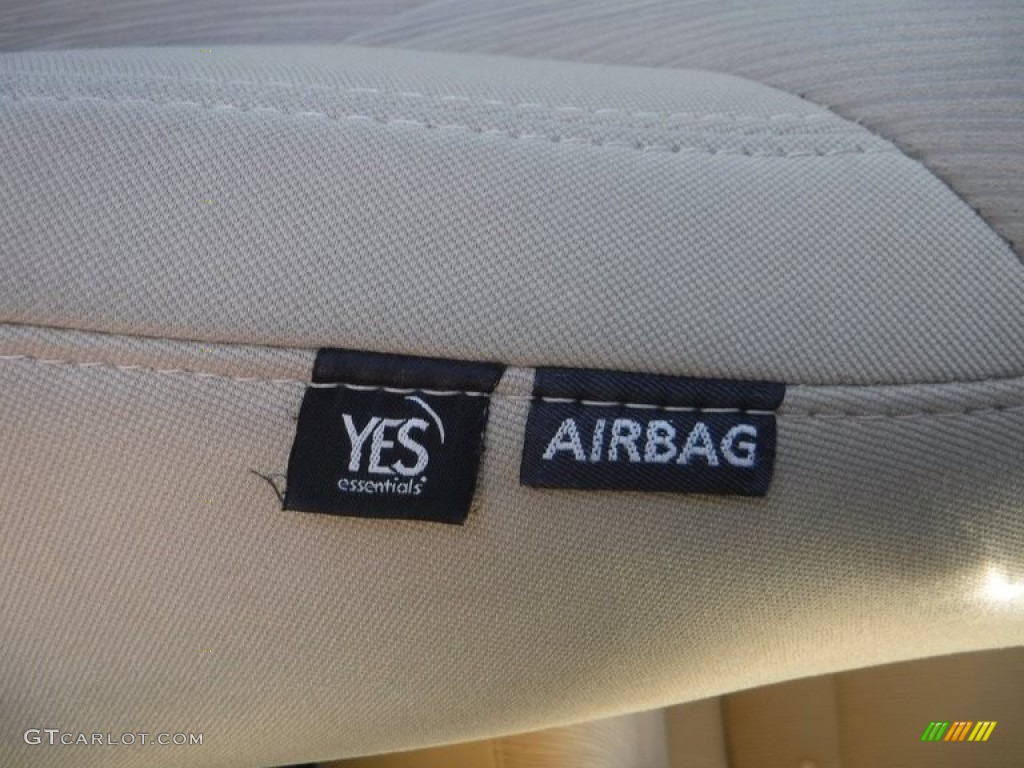 YES
essentials®
AIRBAG
GTCARLOT.COM